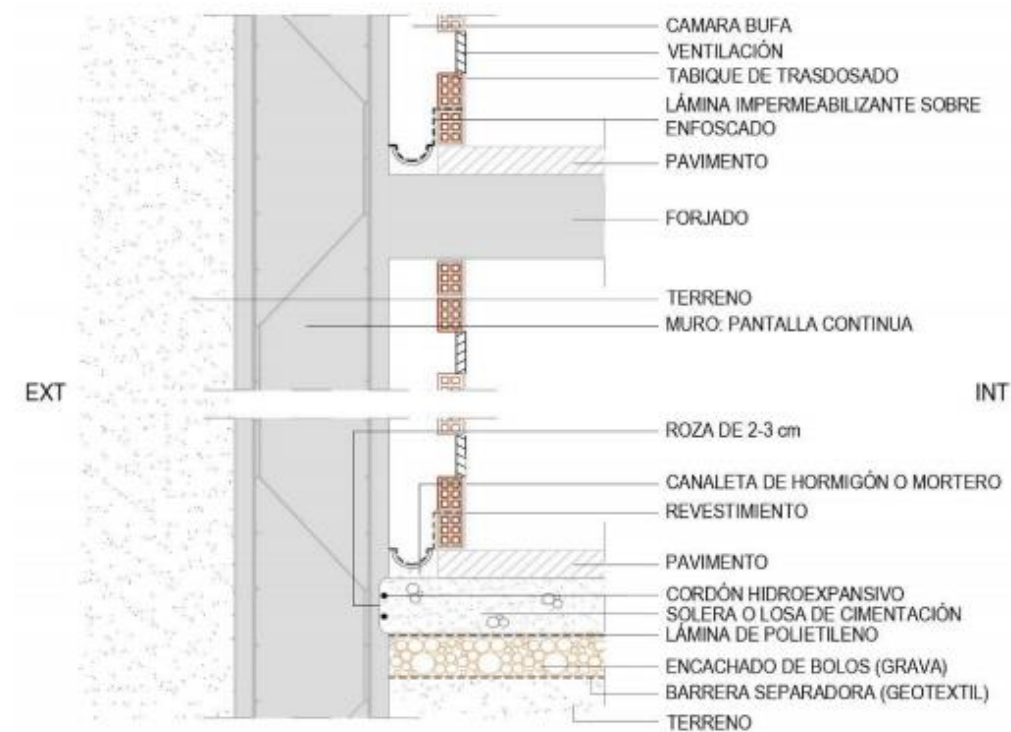 CAMARA BUFA
VENTILACIÓN
TABIQUE DE TRASDOSADO
LÁMINA IMPERMEABILIZANTE SOBRE
ENFOSCADO
PAVIMENTO
FORJADO
TERRENO
MURO: PANTALLA CONTINUA
EXT
INT
ROZA DE 2-3 cm
CANALETA DE HORMIGÓN O MORTERO
REVESTIMIENTO
PAVIMENTO
CORDÓN HIDROEXPANSIVO
SOLERA O LOSA DE CIMENTACIÓN
LÁMINA DE POLIETILENO
ENCACHADO DE BOLOS (GRAVA)
BARRERA SEPARADORA (GEOTEXTIL)
TERRENO